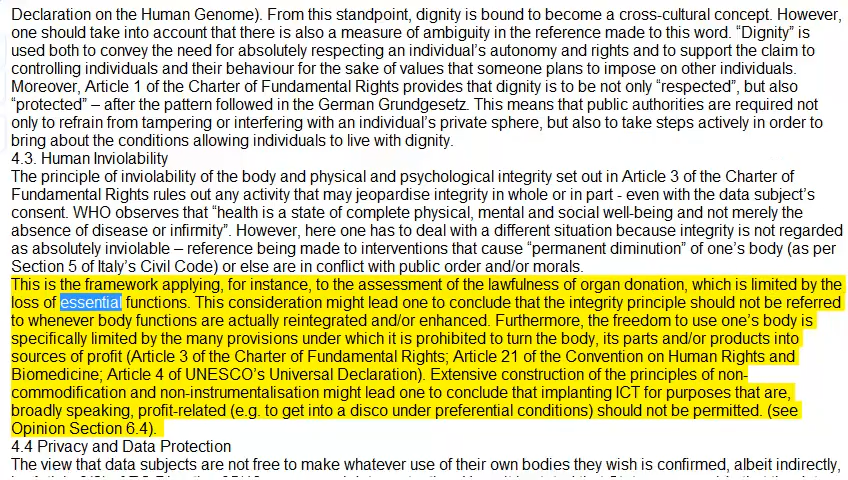 Declaration on the Human Genome). From this standpoint, dignity is bound to become a cross-cultural concept. However,
one should take into account that there is also a measure of ambiguity in the reference made to this word. “Dignity” is
used both to convey the need for absolutely respecting an individual’s autonomy and rights and to support the claim to
controlling individuals and their behaviour for the sake of values that someone plans to impose on other individuals.
Moreover, Article 1 of the Charter of Fundamental Rights provides that dignity is to be not only “respected”, but also
“protected” – after the pattern followed in the German Grundgesetz. This means that public authorities are required not
only to refrain from tampering or interfering with an individual’s private sphere, but also to take steps actively in order to
bring about the conditions allowing individuals to live with dignity.
4.3. Human Inviolability
The principle of inviolability of the body and physical and psychological integrity set out in Article 3 of the Charter of
Fundamental Rights rules out any activity that may jeopardise integrity in whole or in part - even with the data subject’s
consent. WHO observes that “health is a state of complete physical, mental and social well-being and not merely the
absence of disease or infirmity”. However, here one has to deal with a different situation because integrity is not regarded
as absolutely inviolable – reference being made to interventions that cause “permanent diminution” of one’s body (as per
Section 5 of Italy’s Civil Code) or else are in conflict with public order and/or morals.
This is the framework applying, for instance, to the assessment of the lawfulness of organ donation, which is limited by the
loss of essential functions. This consideration might lead one to conclude that the integrity principle should not be referred
to whenever body functions are actually reintegrated and/or enhanced. Furthermore, the freedom to use one’s body is
specifically limited by the many provisions under which it is prohibited to turn the body, its parts and/or products into
sources of profit (Article 3 of the Charter of Fundamental Rights; Article 21 of the Convention on Human Rights and
Biomedicine; Article 4 of UNESCO’s Universal Declaration). Extensive construction of the principles of non-
commodification and non-instrumentalisation might lead one to conclude that implanting ICT for purposes that are,
broadly speaking, profit-related (e.g. to get into a disco under preferential conditions) should not be permitted. (see
Opinion Section 6.4).
4.4 Privacy and Data Protection
The view that data subjects are not free to make whatever use of their own bodies they wish is confirmed, albeit indirectly,